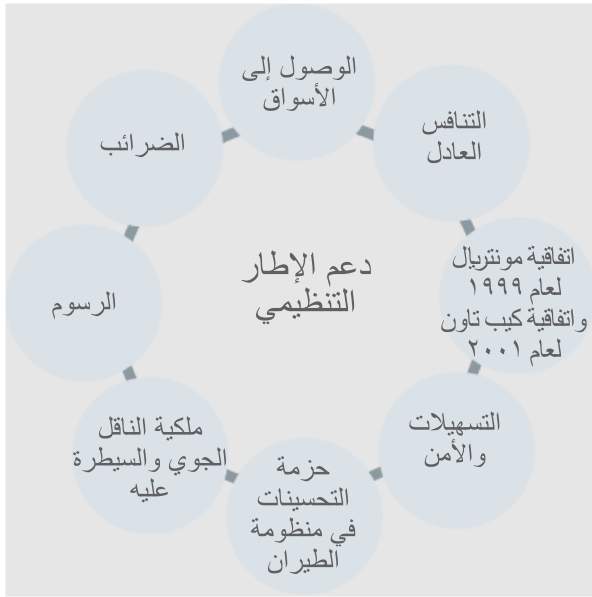 دعم الإطار
التنظيمي
الوصول إلى
الأسواق
التنافس
العادل
اتفاقية مونتريال
لعام ١٩٩٩
واتفاقية كيب تاون
لعام ٢٠٠١
التسهيلات
والأمن
حزمة
التحسينات
في منظومة
الطيران
ملكية الناقل
الجوي والسيطرة
عليه
الرسوم
الضرائب